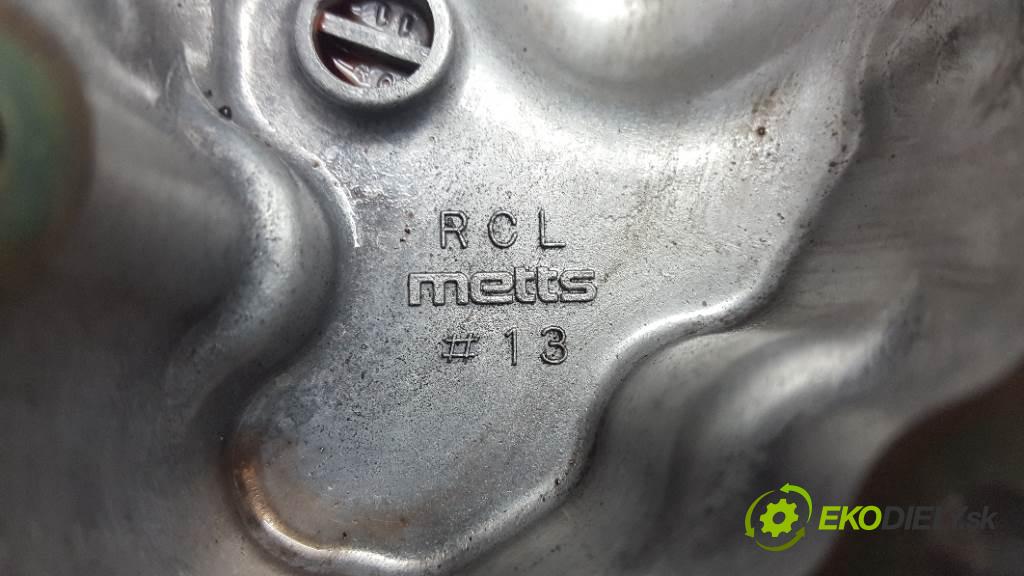 RCL
metts
#13
EKODIELY.sk